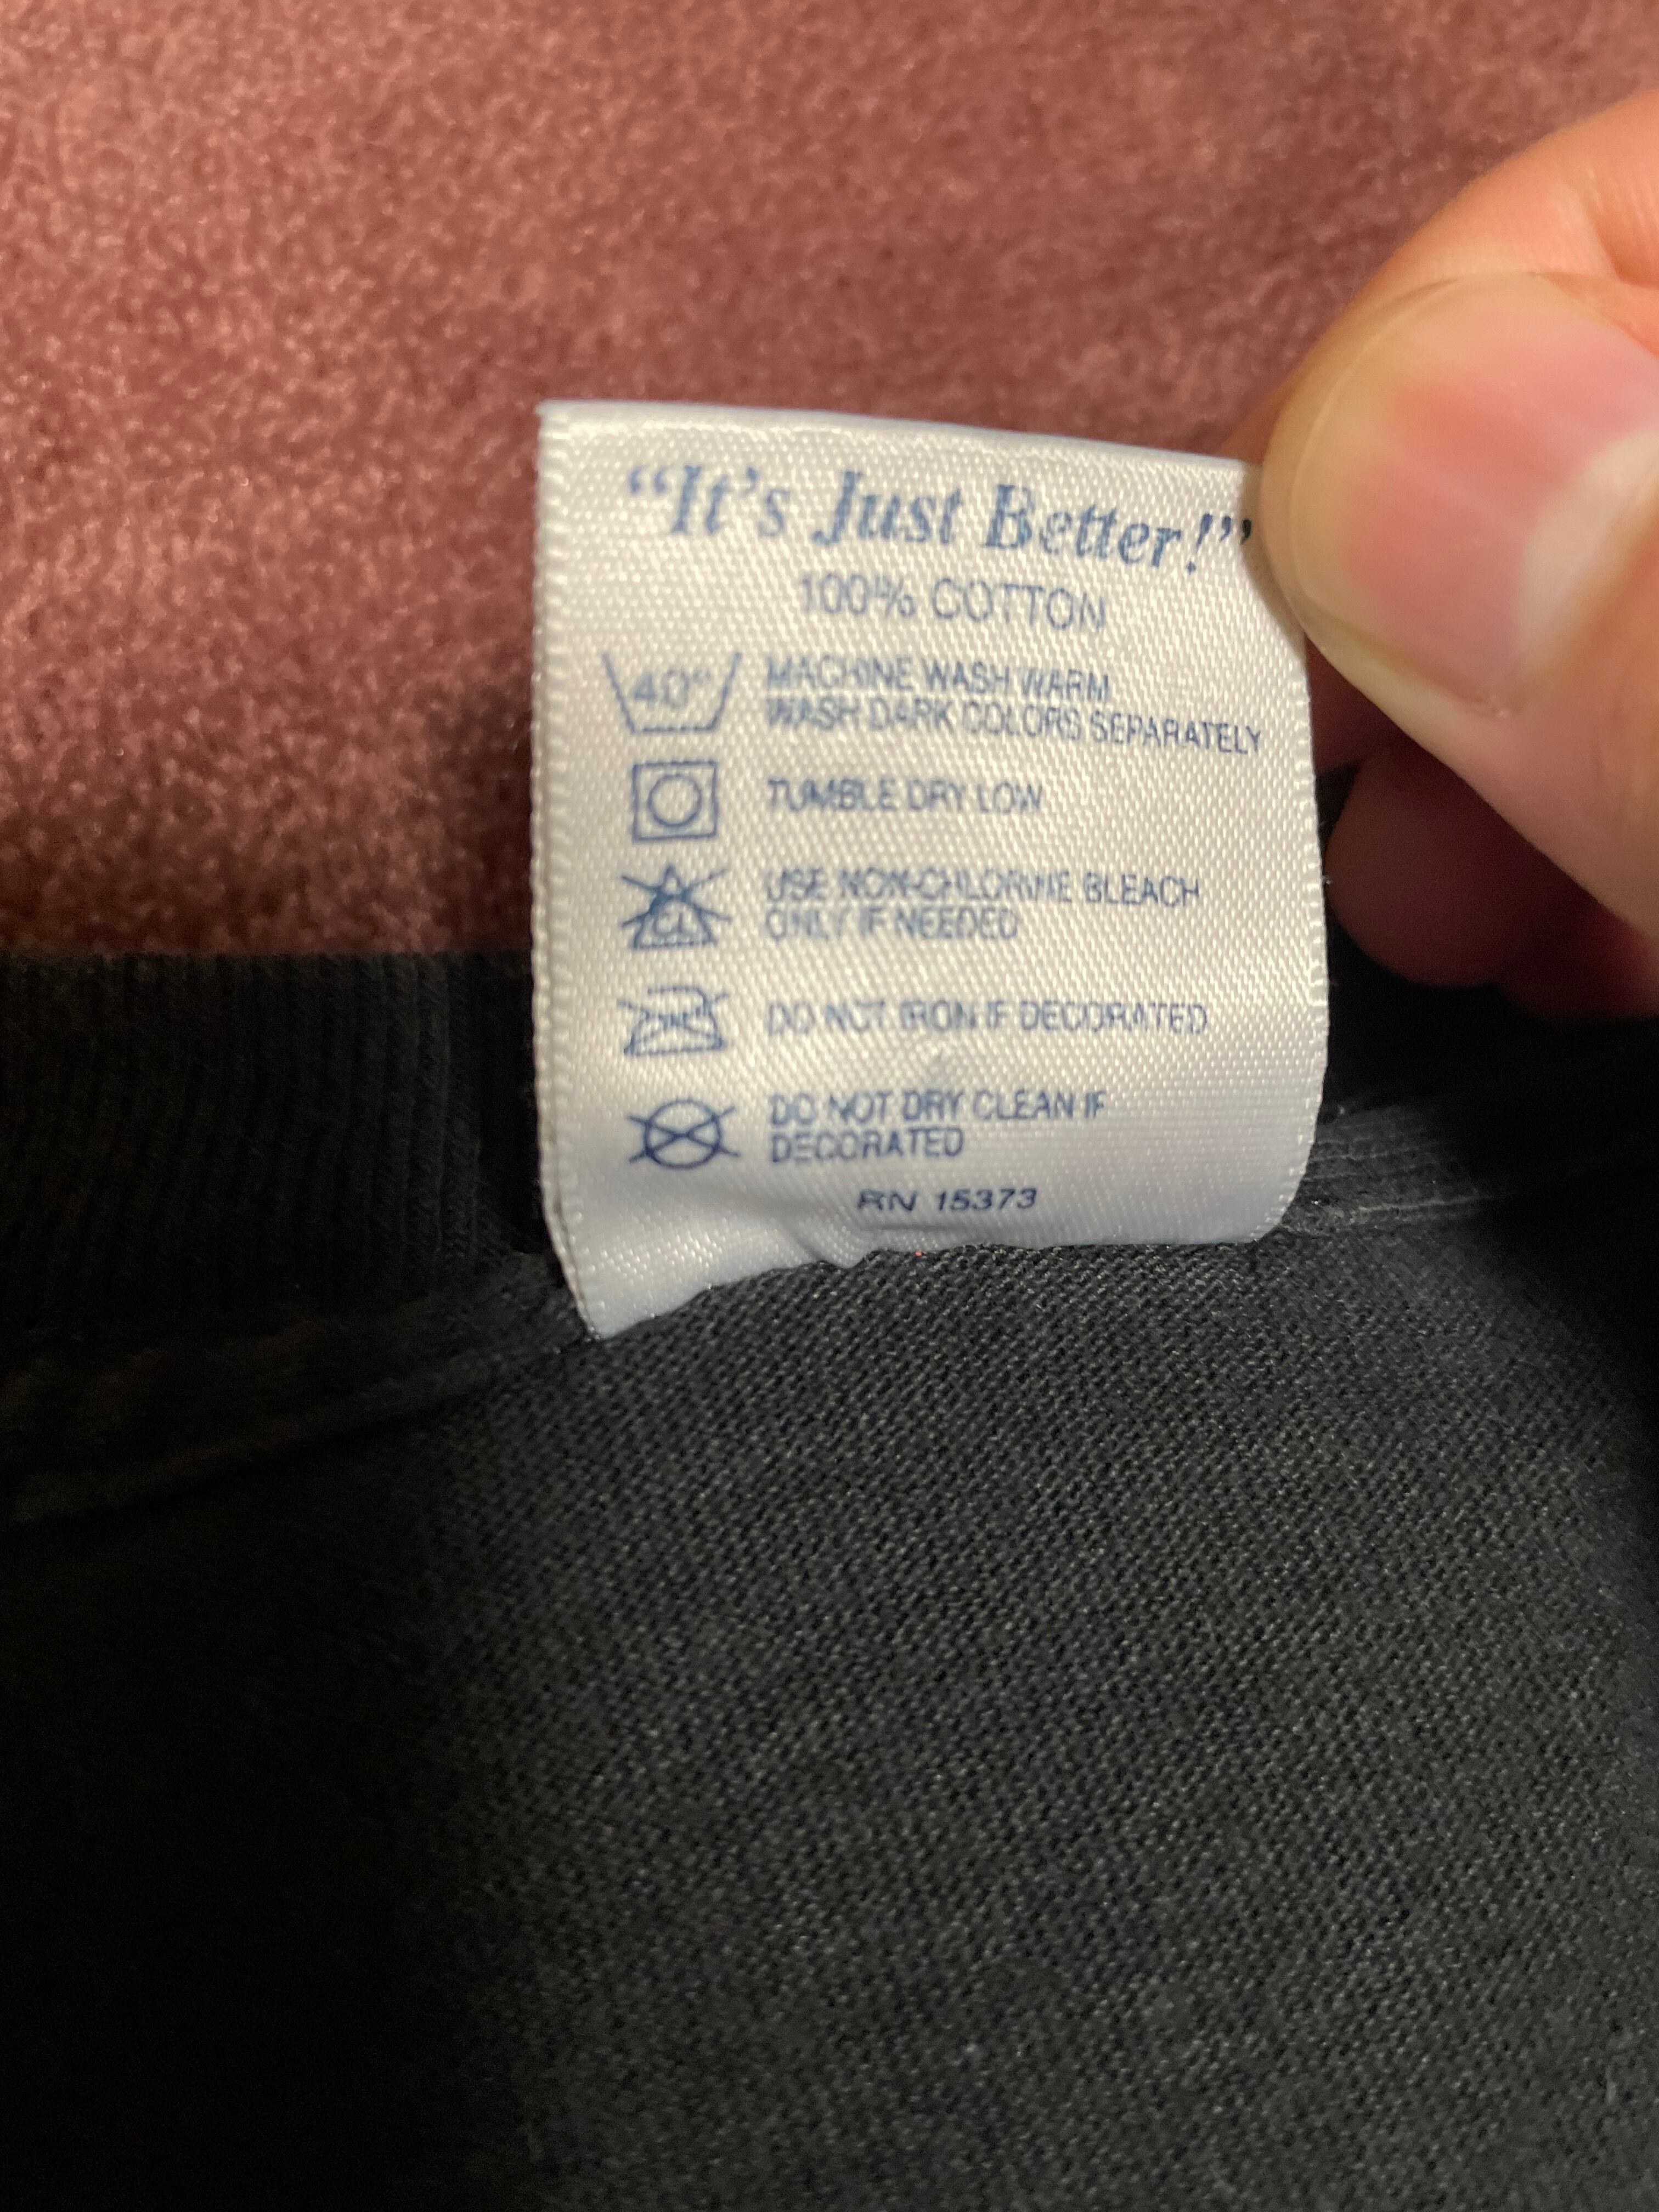 “It’s Just Better!”
100% COTTON
40°
MACHINE WASH WARM
WASH DARK COLORS SEPARATELY
TUMBLE DRY LOW
CL
USE NON-CHLORINE BLEACH
ONLY IF NEEDED
DO NOT IRON IF DECORATED
DO NOT DRY CLEAN IF
DECORATED
RN 15373